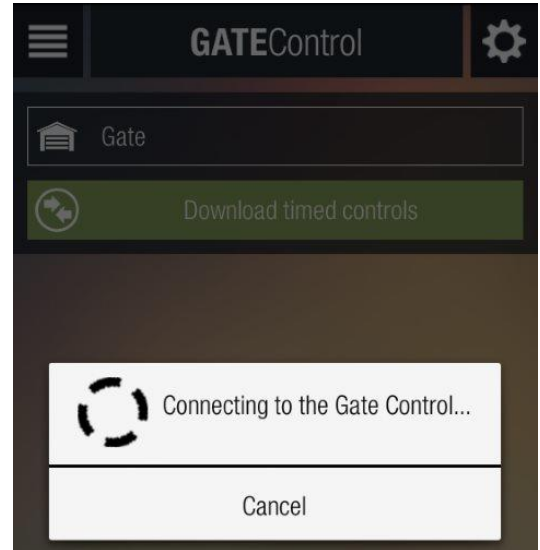 GATEControl
Gate
Download timed controls
Connecting to the Gate Control...
Cancel